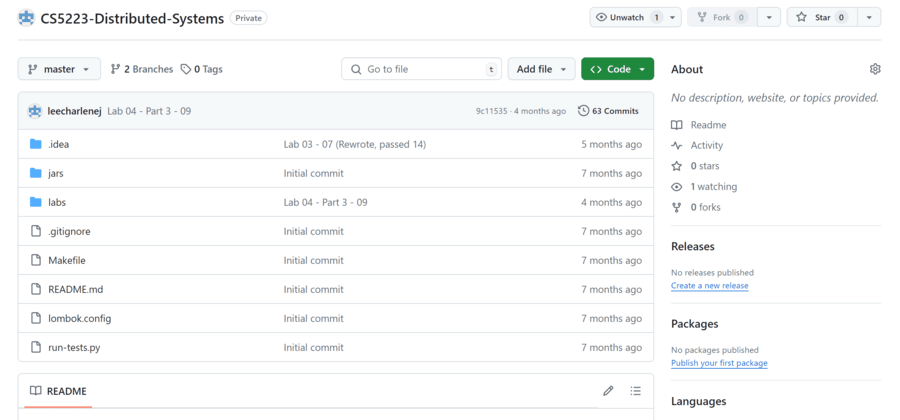 CS5223-Distributed-Systems Private Unwatch 1 Fork 0 Star 0
master 2 Branches 0 Tags Go to file t Add file Code
leecharlenej Lab 04 - Part 3 - 09 9c11535 · 4 months ago 63 Commits
.idea Lab 03 - 07 (Rewrote, passed 14) 5 months ago
jars Initial commit 7 months ago
labs Lab 04 - Part 3 - 09 4 months ago
.gitignore Initial commit 7 months ago
Makefile Initial commit 7 months ago
README.md Initial commit 7 months ago
lombok.config Initial commit 7 months ago
run-tests.py Initial commit 7 months ago
README
About
No description, website, or topics provided.
Readme
Activity
0 stars
1 watching
0 forks
Releases
No releases published
Create a new release
Packages
No packages published
Publish your first package
Languages